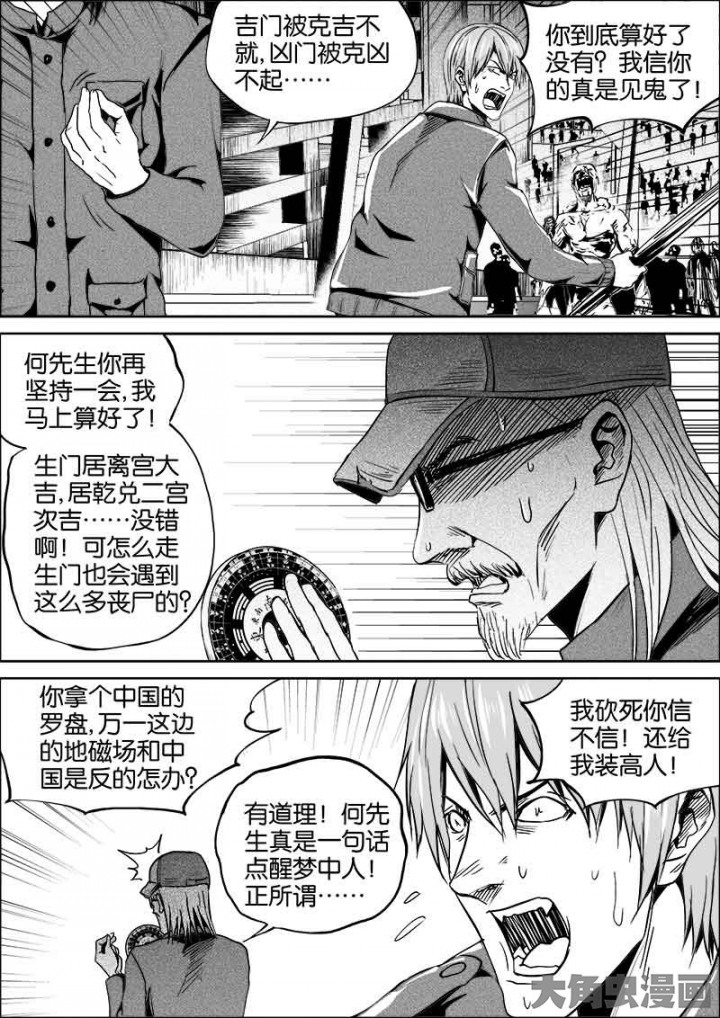 吉门被克吉不
就,凶门被克凶
不起……
你到底算好了
没有？我信你
的真是见鬼了！
何先生你再
坚持一会,我
马上算好了！
生门居离宫大
吉,居乾兑二宫
次吉……没错
啊！可怎么走
生门也会遇到
这么多丧尸的？
你拿个中国的
罗盘,万一这边
的地磁场和中
国是反的怎办？
有道理！何先
生真是一句话
点醒梦中人！
正所谓……
我砍死你信
不信！还给
我装高人！
大角虫漫画